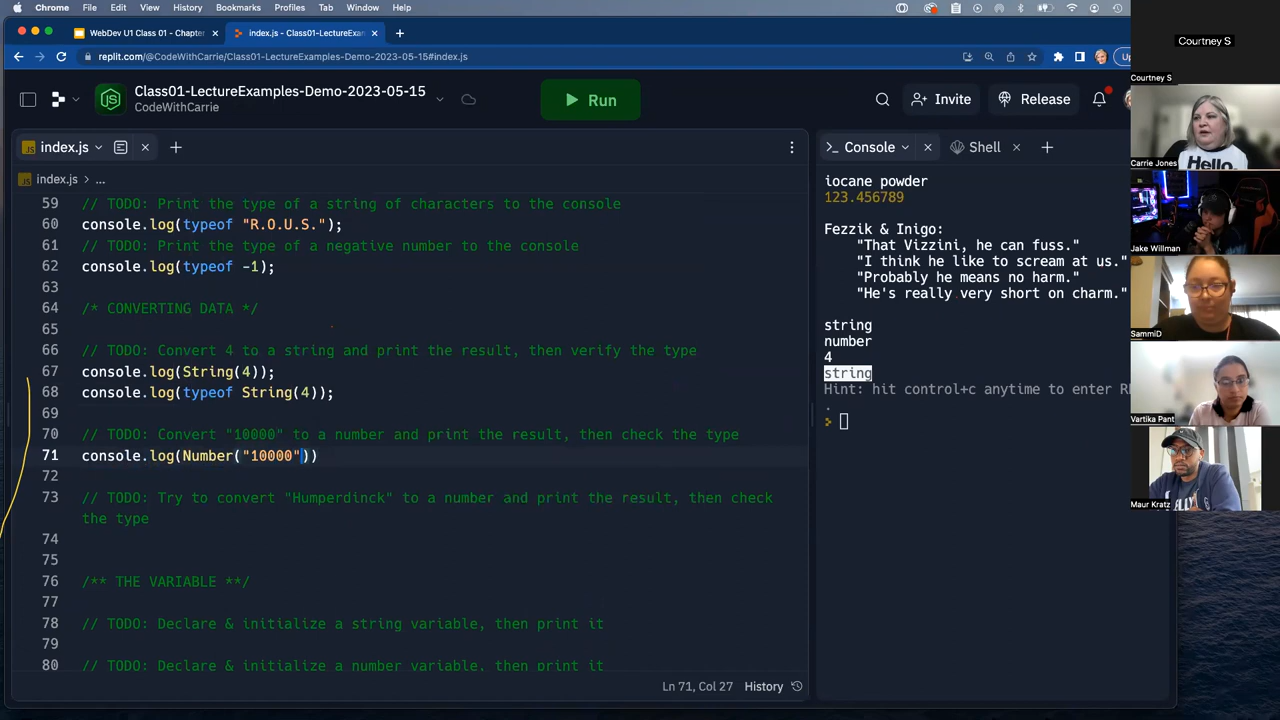 Chrome File Edit View History Bookmarks Profiles Tab Window Help
WebDev U1 Class 01 - Chapte
index.js - Class01-LectureExam
replit.com/@CodeWithCarrie/Class01-LectureExamples-Demo-2023-05-15#index.js
Class01-LectureExamples-Demo-2023-05-15
CodeWithCarrie
Run
Invite
Release
index.js
index.js > ...
59 // TODO: Print the type of a string of characters to the console
60 console.log(typeof "R.O.U.S.");
61 // TODO: Print the type of a negative number to the console
62 console.log(typeof -1);
63
64 /* CONVERTING DATA */
65
66 // TODO: Convert 4 to a string and print the result, then verify the type
67 console.log(String(4));
68 console.log(typeof String(4));
69
70 // TODO: Convert "10000" to a number and print the result, then check the type
71 console.log(Number("10000"))
72
73 // TODO: Try to convert "Humperdinck" to a number and print the result, then check
the type
74
75
76 /** THE VARIABLE **/
77
78 // TODO: Declare & initialize a string variable, then print it
79
80 // TODO: Declare & initialize a number variable, then print it
Ln 71, Col 27 History
Console
Shell
iocane powder
123.456789
Fezzik & Inigo:
"That Vizzini, he can fuss."
"I think he like to scream at us."
"Probably he means no harm."
"He's really very short on charm."
string
number
4
string
Hint: hit control+c anytime to enter RE
.
Courtney S
Courtney S
Hello.
Carrie Jones
Jake Willman
SammiD
Vartika Pant
Maur Kratz